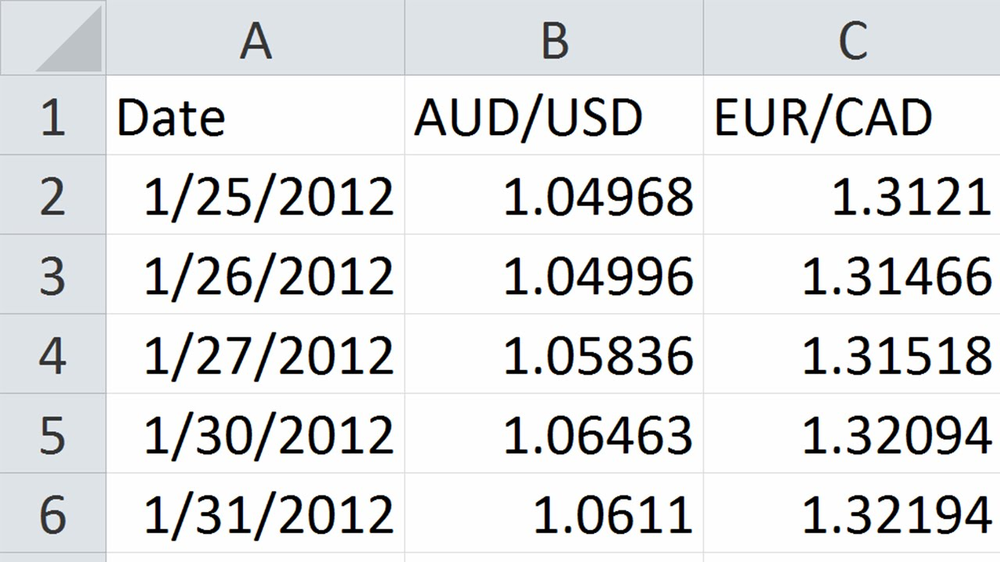 A B C
1 Date AUD/USD EUR/CAD
2 1/25/2012 1.04968 1.3121
3 1/26/2012 1.04996 1.31466
4 1/27/2012 1.05836 1.31518
5 1/30/2012 1.06463 1.32094
6 1/31/2012 1.0611 1.32194